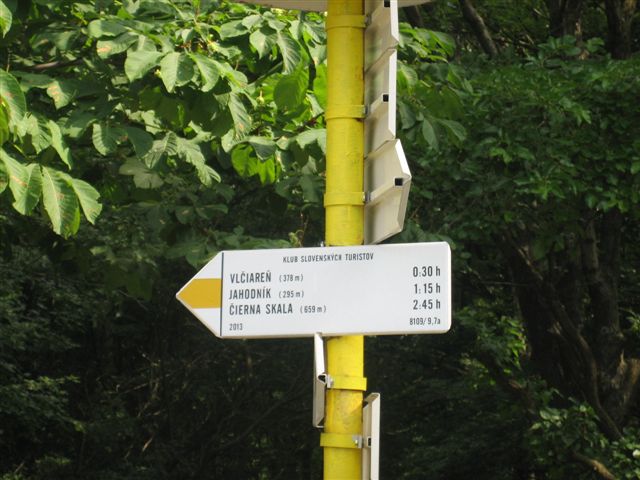 KLUB SLOVENSKÝCH TURISTOV
VLČIAREŇ (378 m) 0:30 h
JAHODNÍK (295 m) 1:15 h
ČIERNA SKALA (659 m) 2:45 h
2013 8109/9,7a